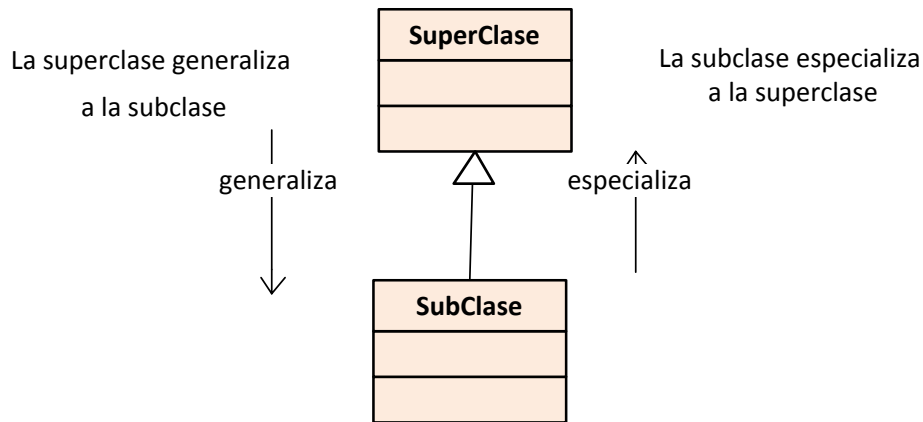 SuperClase
La superclase generaliza
a la subclase
La subclase especializa
a la superclase
generaliza
especializa
SubClase